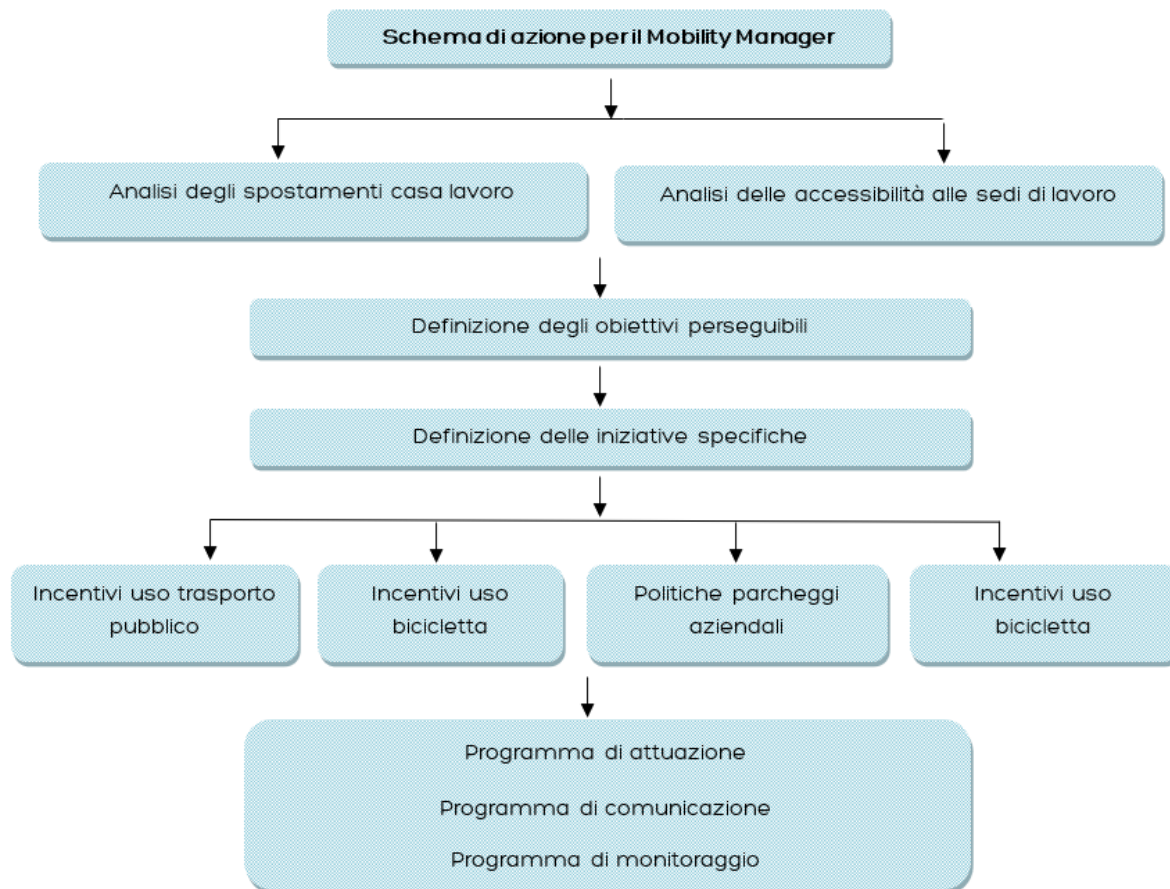 Schema di azione per il Mobility Manager
Analisi degli spostamenti casa lavoro
Analisi delle accessibilità alle sedi di lavoro
Definizione degli obiettivi perseguibili
Definizione delle iniziative specifiche
Incentivi uso trasporto
pubblico
Incentivi uso
bicicletta
Politiche parcheggi
aziendali
Incentivi uso
bicicletta
Programma di attuazione
Programma di comunicazione
Programma di monitoraggio